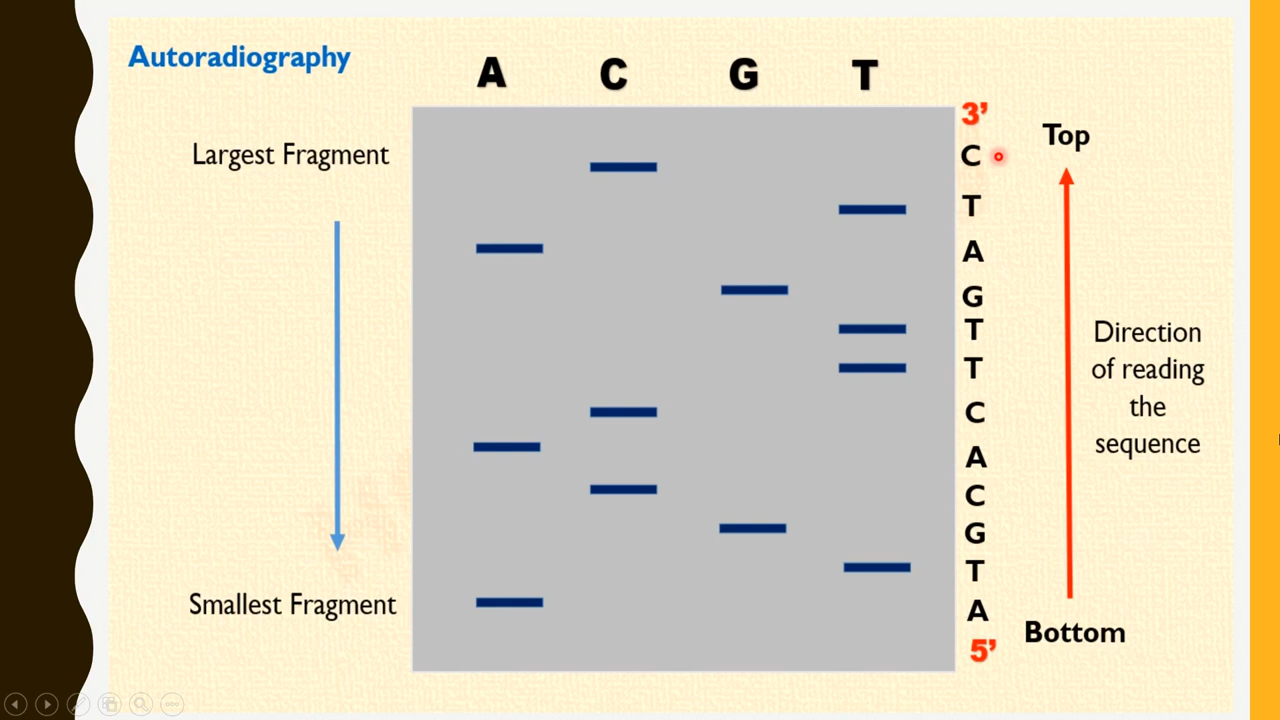 Autoradiography
A C G T
Largest Fragment
Smallest Fragment
3’
C
T
A
G
T
T
C
A
C
G
T
A
5’
Top
Direction
of reading
the
sequence
Bottom